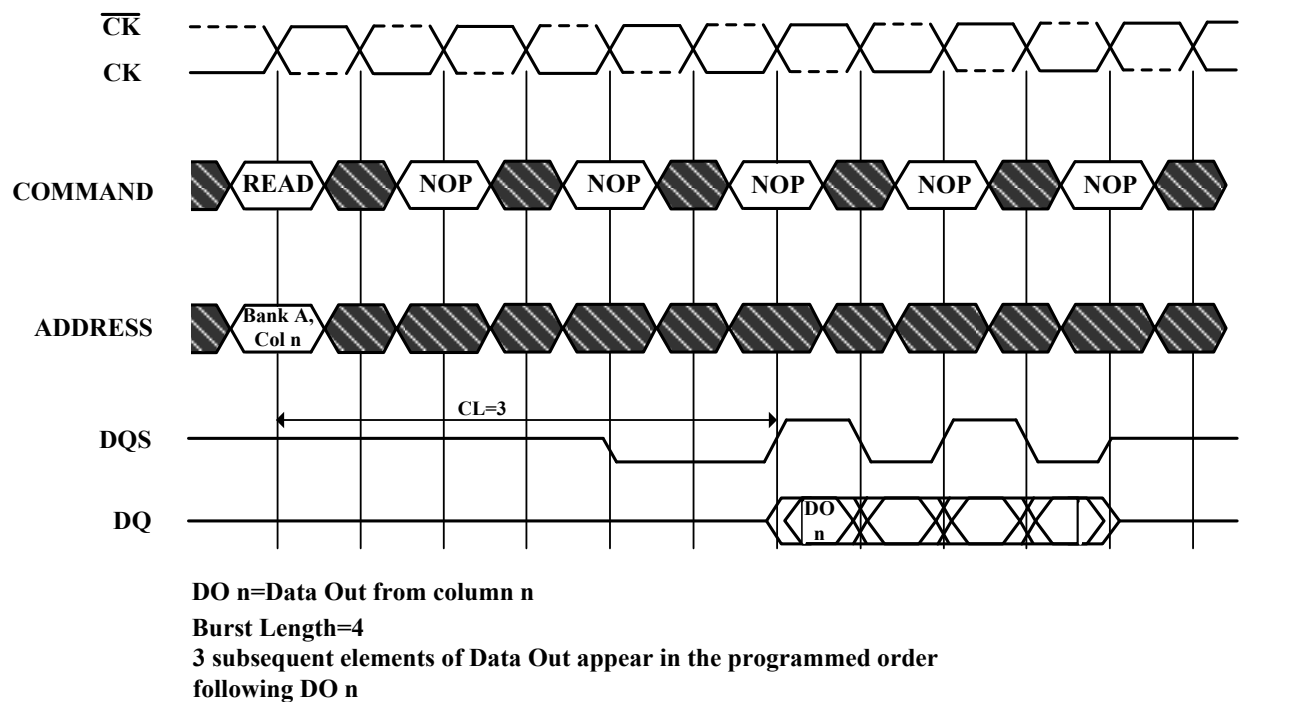 CK
CK
COMMAND READ NOP NOP NOP NOP NOP
ADDRESS Bank A,
Col n
CL=3
DQS
DQ DO
n
DO n=Data Out from column n
Burst Length=4
3 subsequent elements of Data Out appear in the programmed order
following DO n